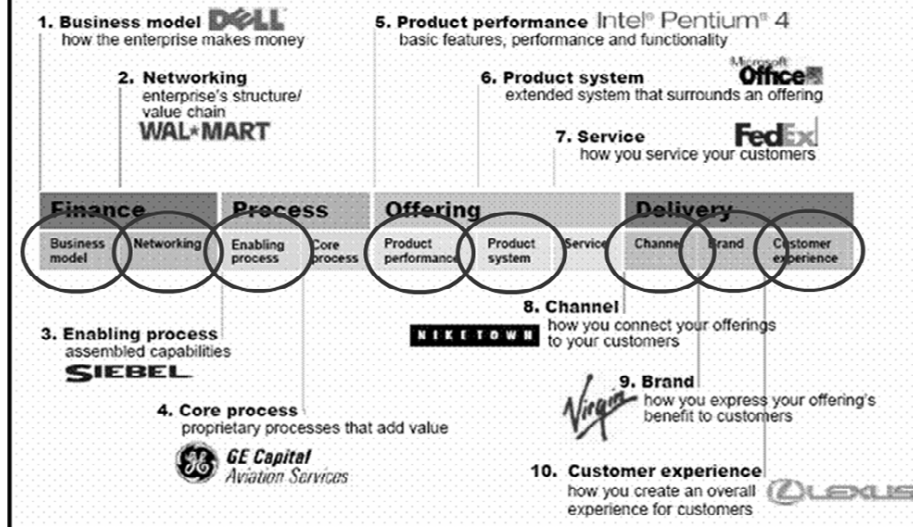 1. Business model DELL
how the enterprise makes money
2. Networking
enterprise's structure/
value chain
WAL★MART
5. Product performance Intel® Pentium® 4
basic features, performance and functionality
6. Product system Microsoft Office
extended system that surrounds an offering
7. Service FedEx
how you service your customers
Finance Process Offering Delivery
Business model
Networking
Enabling process
Core process
Product performance
Product system
Service
Channel
Brand
Customer experience
3. Enabling process
assembled capabilities
SIEBEL
4. Core process
proprietary processes that add value
GE Capital
Aviation Services
8. Channel
NIKETOWN
how you connect your offerings
to your customers
9. Brand
Virgin
how you express your offering's
benefit to customers
10. Customer experience
how you create an overall
experience for customers
LEXUS